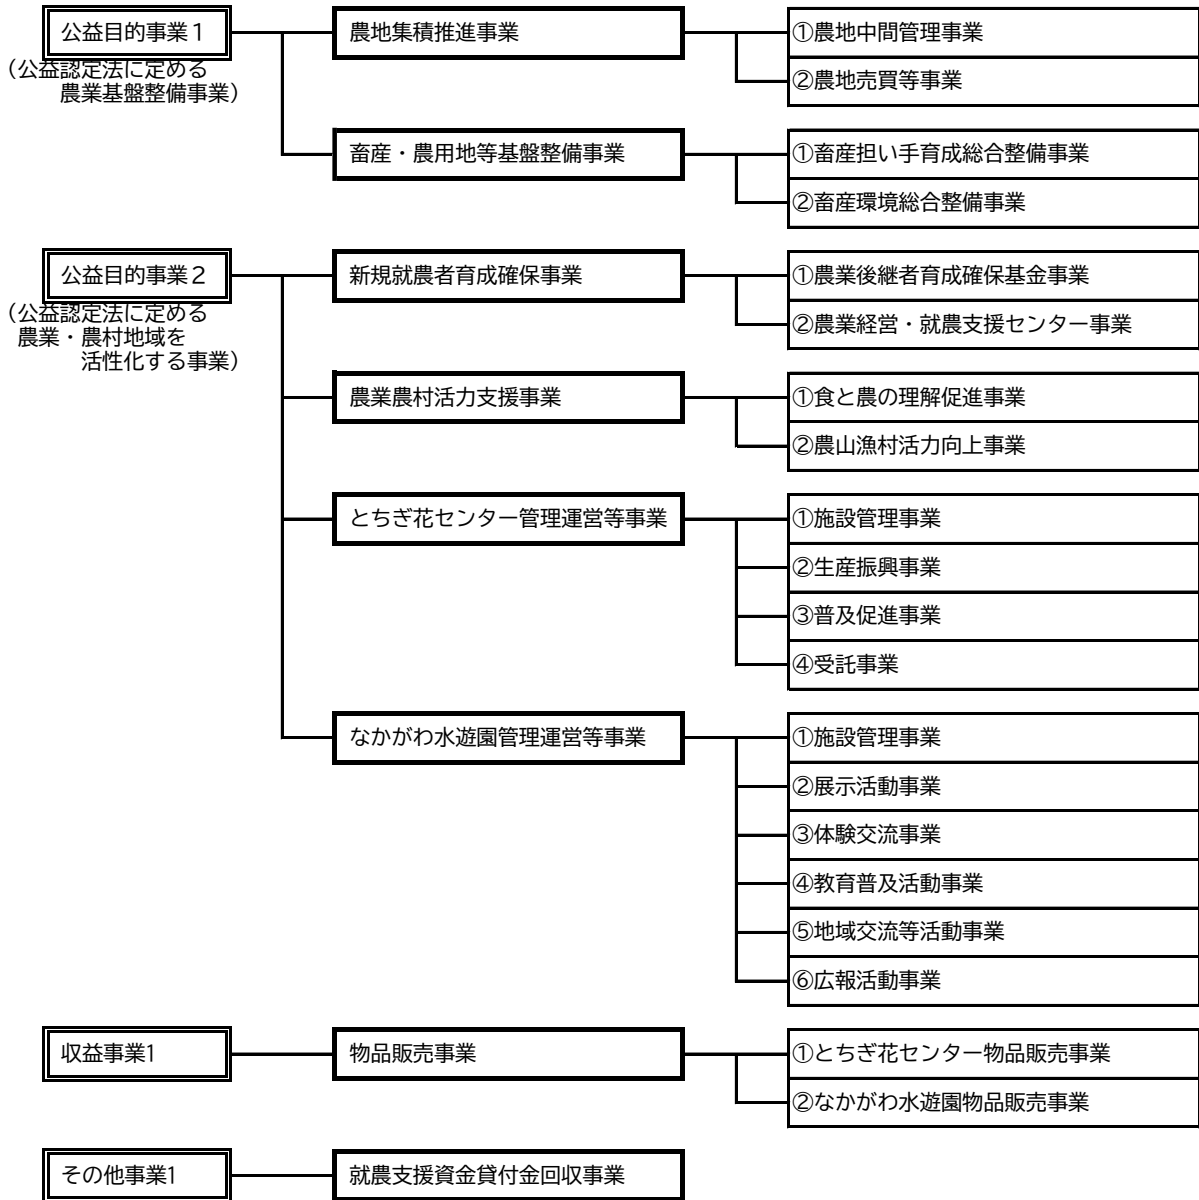 公益目的事業１
（公益認定法に定める
農業基盤整備事業）
農地集積推進事業
①農地中間管理事業
②農地売買等事業
畜産・農用地等基盤整備事業
①畜産担い手育成総合整備事業
②畜産環境総合整備事業
公益目的事業２
（公益認定法に定める
農業・農村地域を
活性化する事業）
新規就農者育成確保事業
①農業後継者育成確保基金事業
②農業経営・就農支援センター事業
農業農村活力支援事業
①食と農の理解促進事業
②農山漁村活力向上事業
とちぎ花センター管理運営等事業
①施設管理事業
②生産振興事業
③普及促進事業
④受託事業
なかがわ水遊園管理運営等事業
①施設管理事業
②展示活動事業
③体験交流事業
④教育普及活動事業
⑤地域交流等活動事業
⑥広報活動事業
収益事業1
物品販売事業
①とちぎ花センター物品販売事業
②なかがわ水遊園物品販売事業
その他事業1
就農支援資金貸付金回収事業